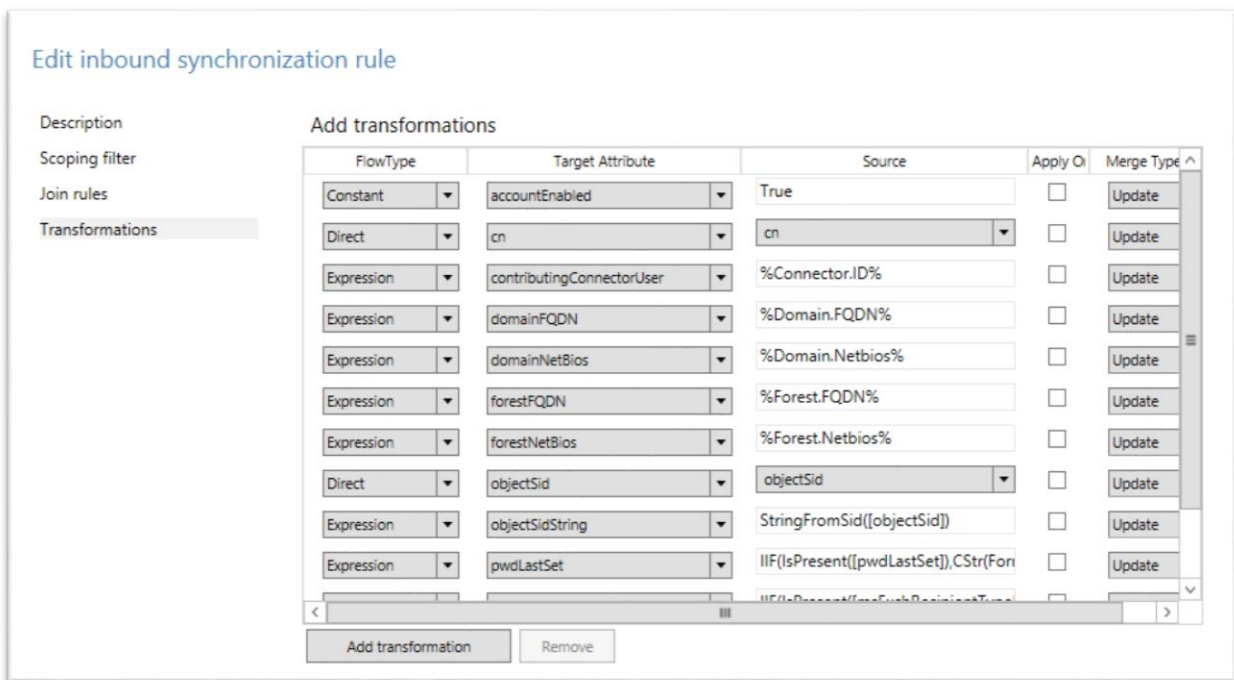 Edit inbound synchronization rule
Description
Scoping filter
Join rules
Transformations
Add transformations
FlowType Target Attribute Source Apply O Merge Type
Constant accountEnabled True Update
Direct cn cn Update
Expression contributingConnectorUser %Connector.ID% Update
Expression domainFQDN %Domain.FQDN% Update
Expression domainNetBios %Domain.Netbios% Update
Expression forestFQDN %Forest.FQDN% Update
Expression forestNetBios %Forest.Netbios% Update
Direct objectSid objectSid Update
Expression objectSidString StringFromSid([objectSid]) Update
Expression pwdLastSet IIF(IsPresent([pwdLastSet]),CStr(For Update
Add transformation Remove